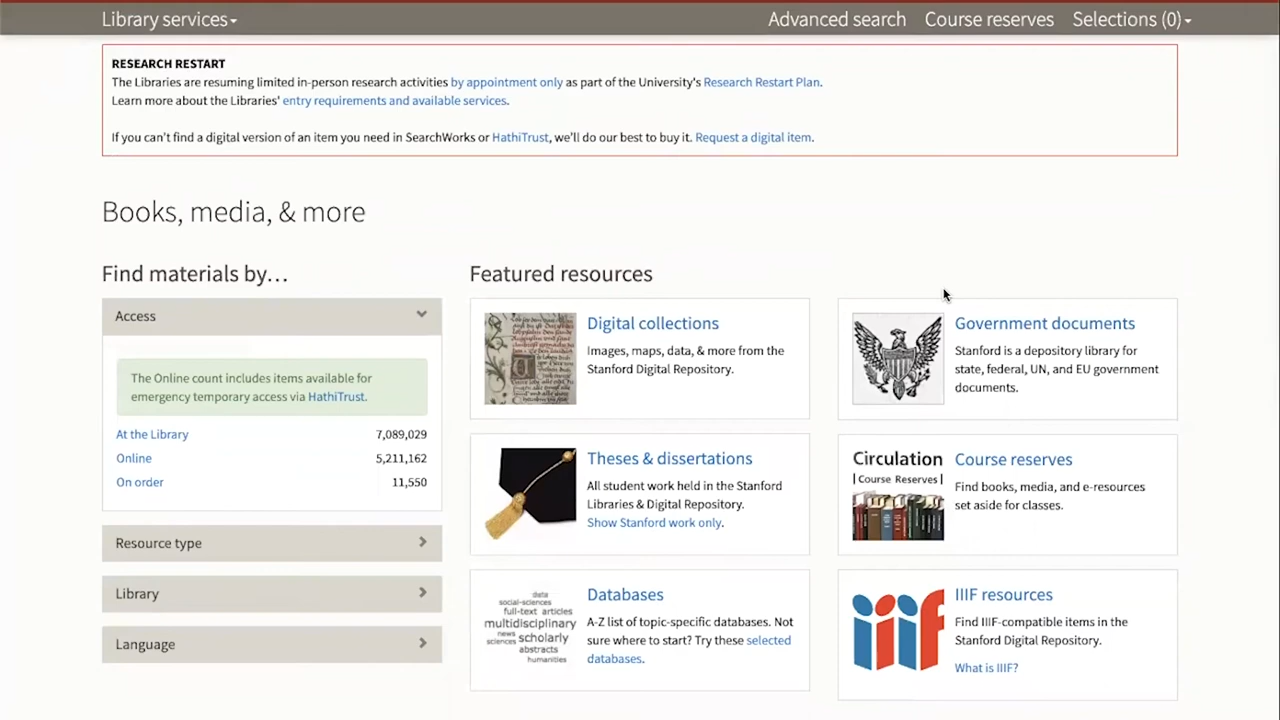 Library services
Advanced search
Course reserves
Selections (0)
RESEARCH RESTART
The Libraries are resuming limited in-person research activities by appointment only as part of the University's Research Restart Plan.
Learn more about the Libraries' entry requirements and available services.
If you can't find a digital version of an item you need in SearchWorks or HathiTrust, we'll do our best to buy it. Request a digital item.
Books, media, & more
Find materials by...
Access
The Online count includes items available for
emergency temporary access via HathiTrust.
At the Library 7,089,029
Online 5,211,162
On order 11,550
Resource type
Library
Language
Featured resources
Digital collections
Images, maps, data, & more from the
Stanford Digital Repository.
Government documents
Stanford is a depository library for
state, federal, UN, and EU government
documents.
Theses & dissertations
All student work held in the Stanford
Libraries & Digital Repository.
Show Stanford work only.
Circulation
| Course Reserves |
Course reserves
Find books, media, and e-resources
set aside for classes.
data
social-sciences
full-text articles
multidisciplinary
news
sciences scholarly
abstracts
humanities
Databases
A-Z list of topic-specific databases. Not
sure where to start? Try these selected
databases.
iiif
IIIF resources
Find IIIF-compatible items in the
Stanford Digital Repository.
What is IIIF?